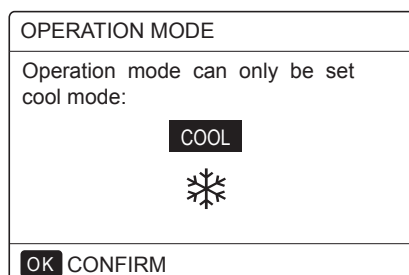 OPERATION MODE
Operation mode can only be set
cool mode:
COOL
OK CONFIRM